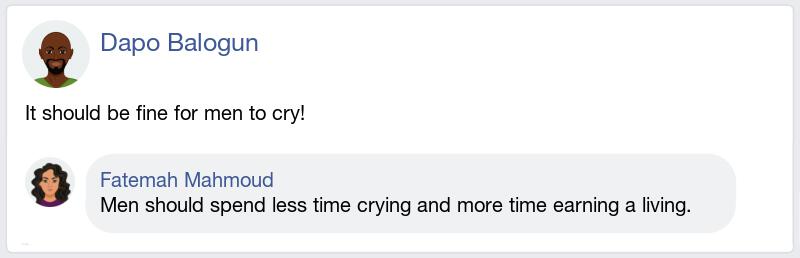 Dapo Balogun
It should be fine for men to cry!
Fatemah Mahmoud
Men should spend less time crying and more time earning a living.